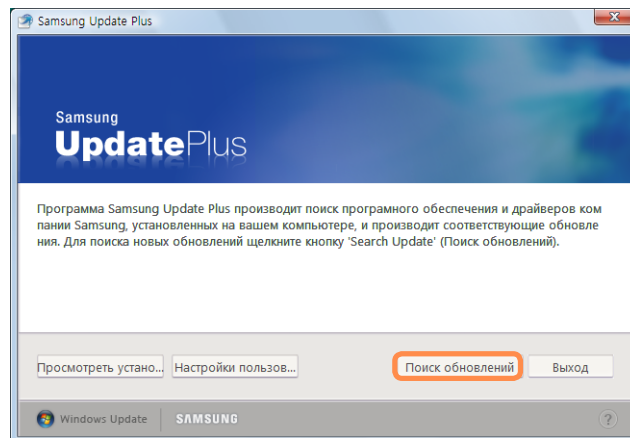 Samsung Update Plus
Samsung
UpdatePlus
Программа Samsung Update Plus производит поиск програмного обеспечения и драйверов ком
пании Samsung, установленных на вашем компьютере, и производит соответствующие обновле
ния. Для поиска новых обновлений щелкните кнопку 'Search Update' (Поиск обновлений).
Просмотреть устано... Настройки пользов... Поиск обновлений Выход
Windows Update SAMSUNG ?